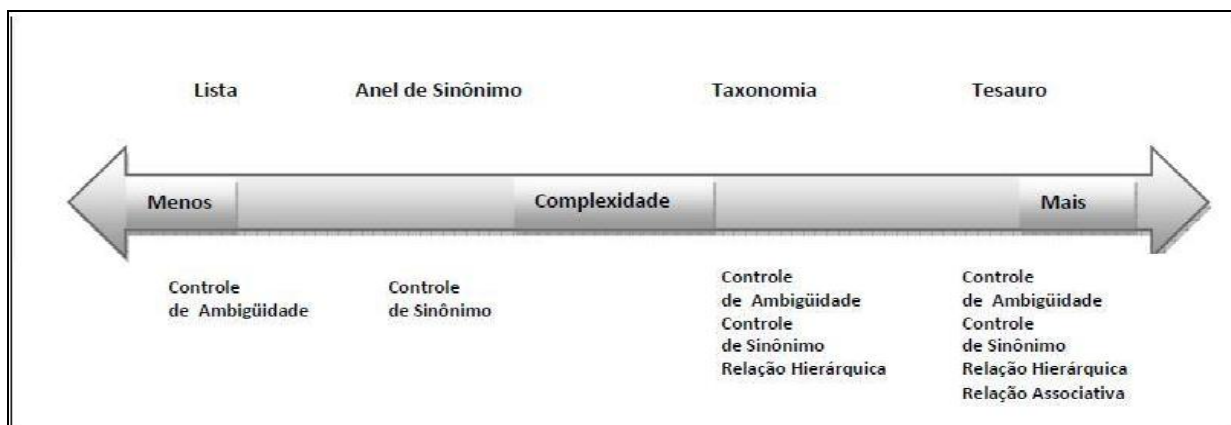 Lista Anel de Sinônimo Taxonomia Tesauro
Menos Complexidade Mais
Controle
de Ambigüidade
Controle
de Sinônimo
Controle
de Ambigüidade
Controle
de Sinônimo
Relação Hierárquica
Controle
de Ambigüidade
Controle
de Sinônimo
Relação Hierárquica
Relação Associativa